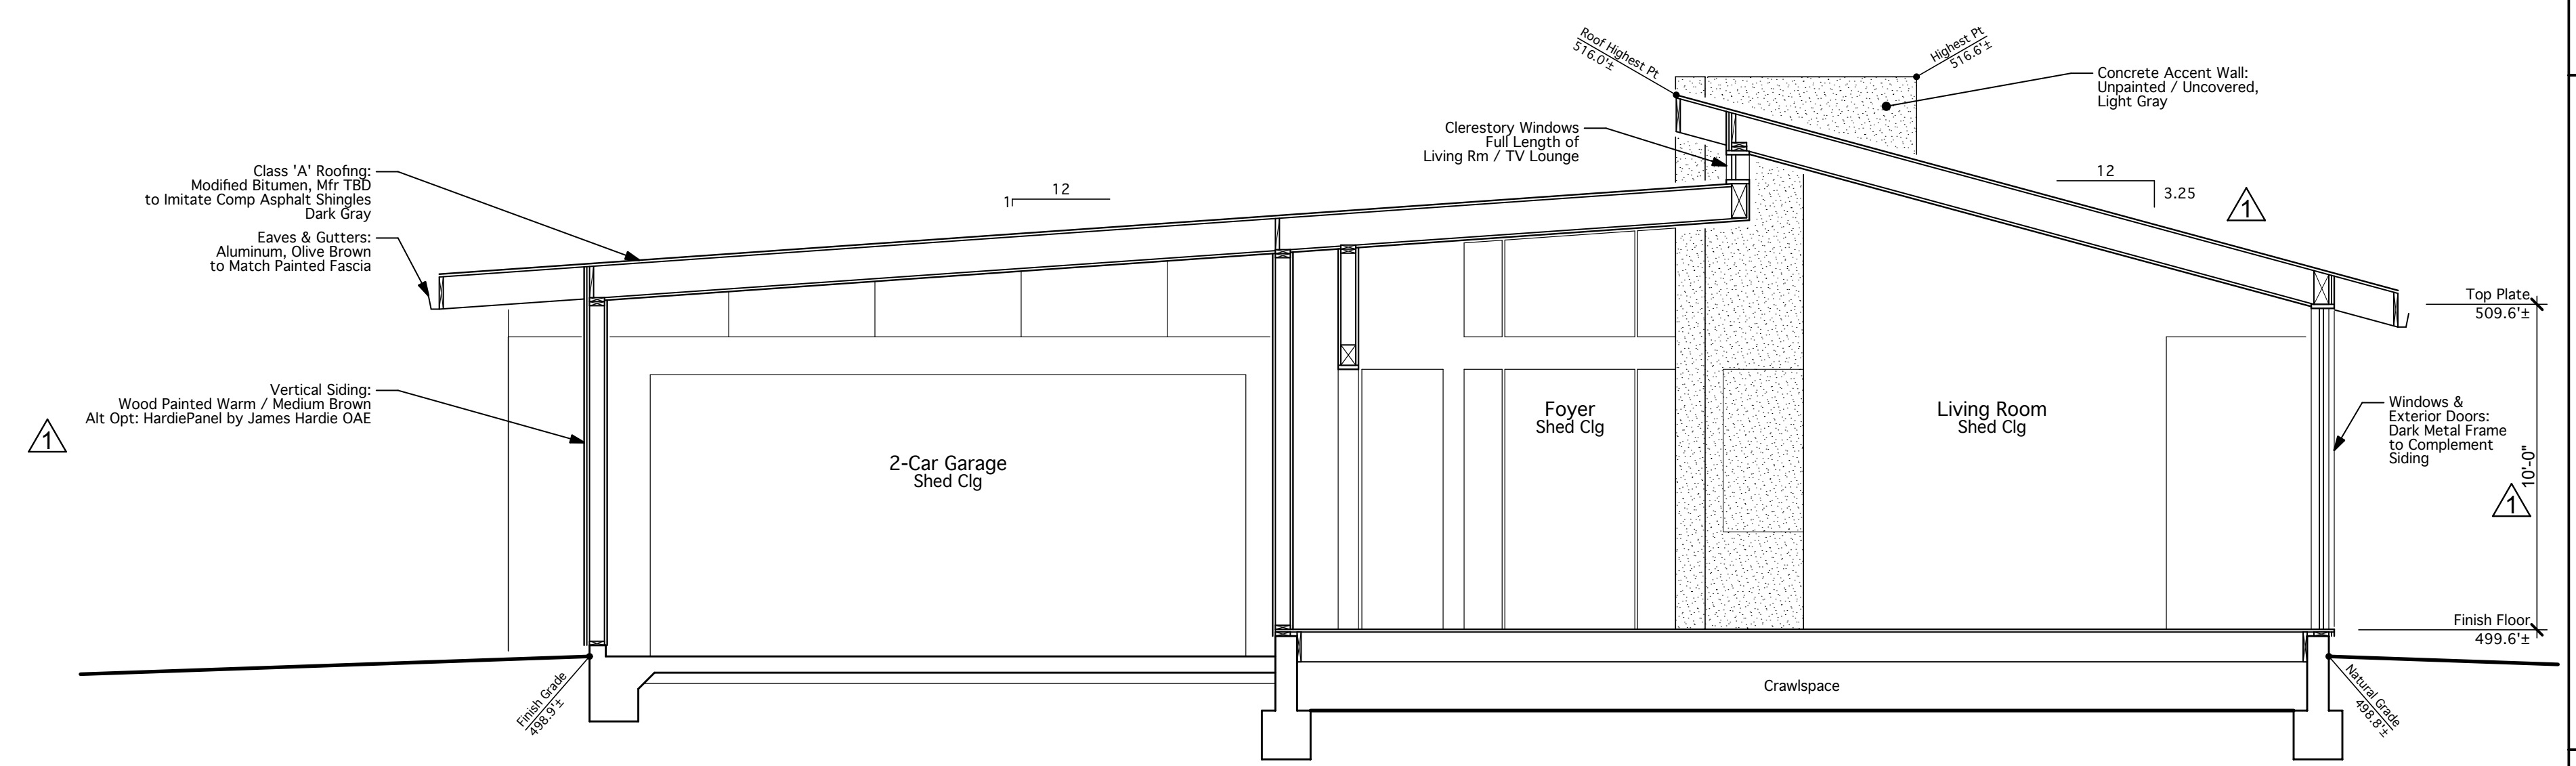 Roof Highest Pt
516.0'±
Highest Pt
516.6'±
Concrete Accent Wall:
Unpainted / Uncovered,
Light Gray
Clerestory Windows
Full Length of
Living Rm / TV Lounge
Class 'A' Roofing:
Modified Bitumen, Mfr TBD
to Imitate Comp Asphalt Shingles
Dark Gray
Eaves & Gutters:
Aluminum, Olive Brown
to Match Painted Fascia
12
1
12
3.25
1
Top Plate
509.6'±
Vertical Siding:
Wood Painted Warm / Medium Brown
Alt Opt: HardiePanel by James Hardie OAE
1
2-Car Garage
Shed Clg
Foyer
Shed Clg
Living Room
Shed Clg
Windows &
Exterior Doors:
Dark Metal Frame
to Complement
Siding
10'-0"
1
Finish Floor
499.6'±
Crawlspace
Finish Grade
498.9'±
Natural Grade
498.8'±